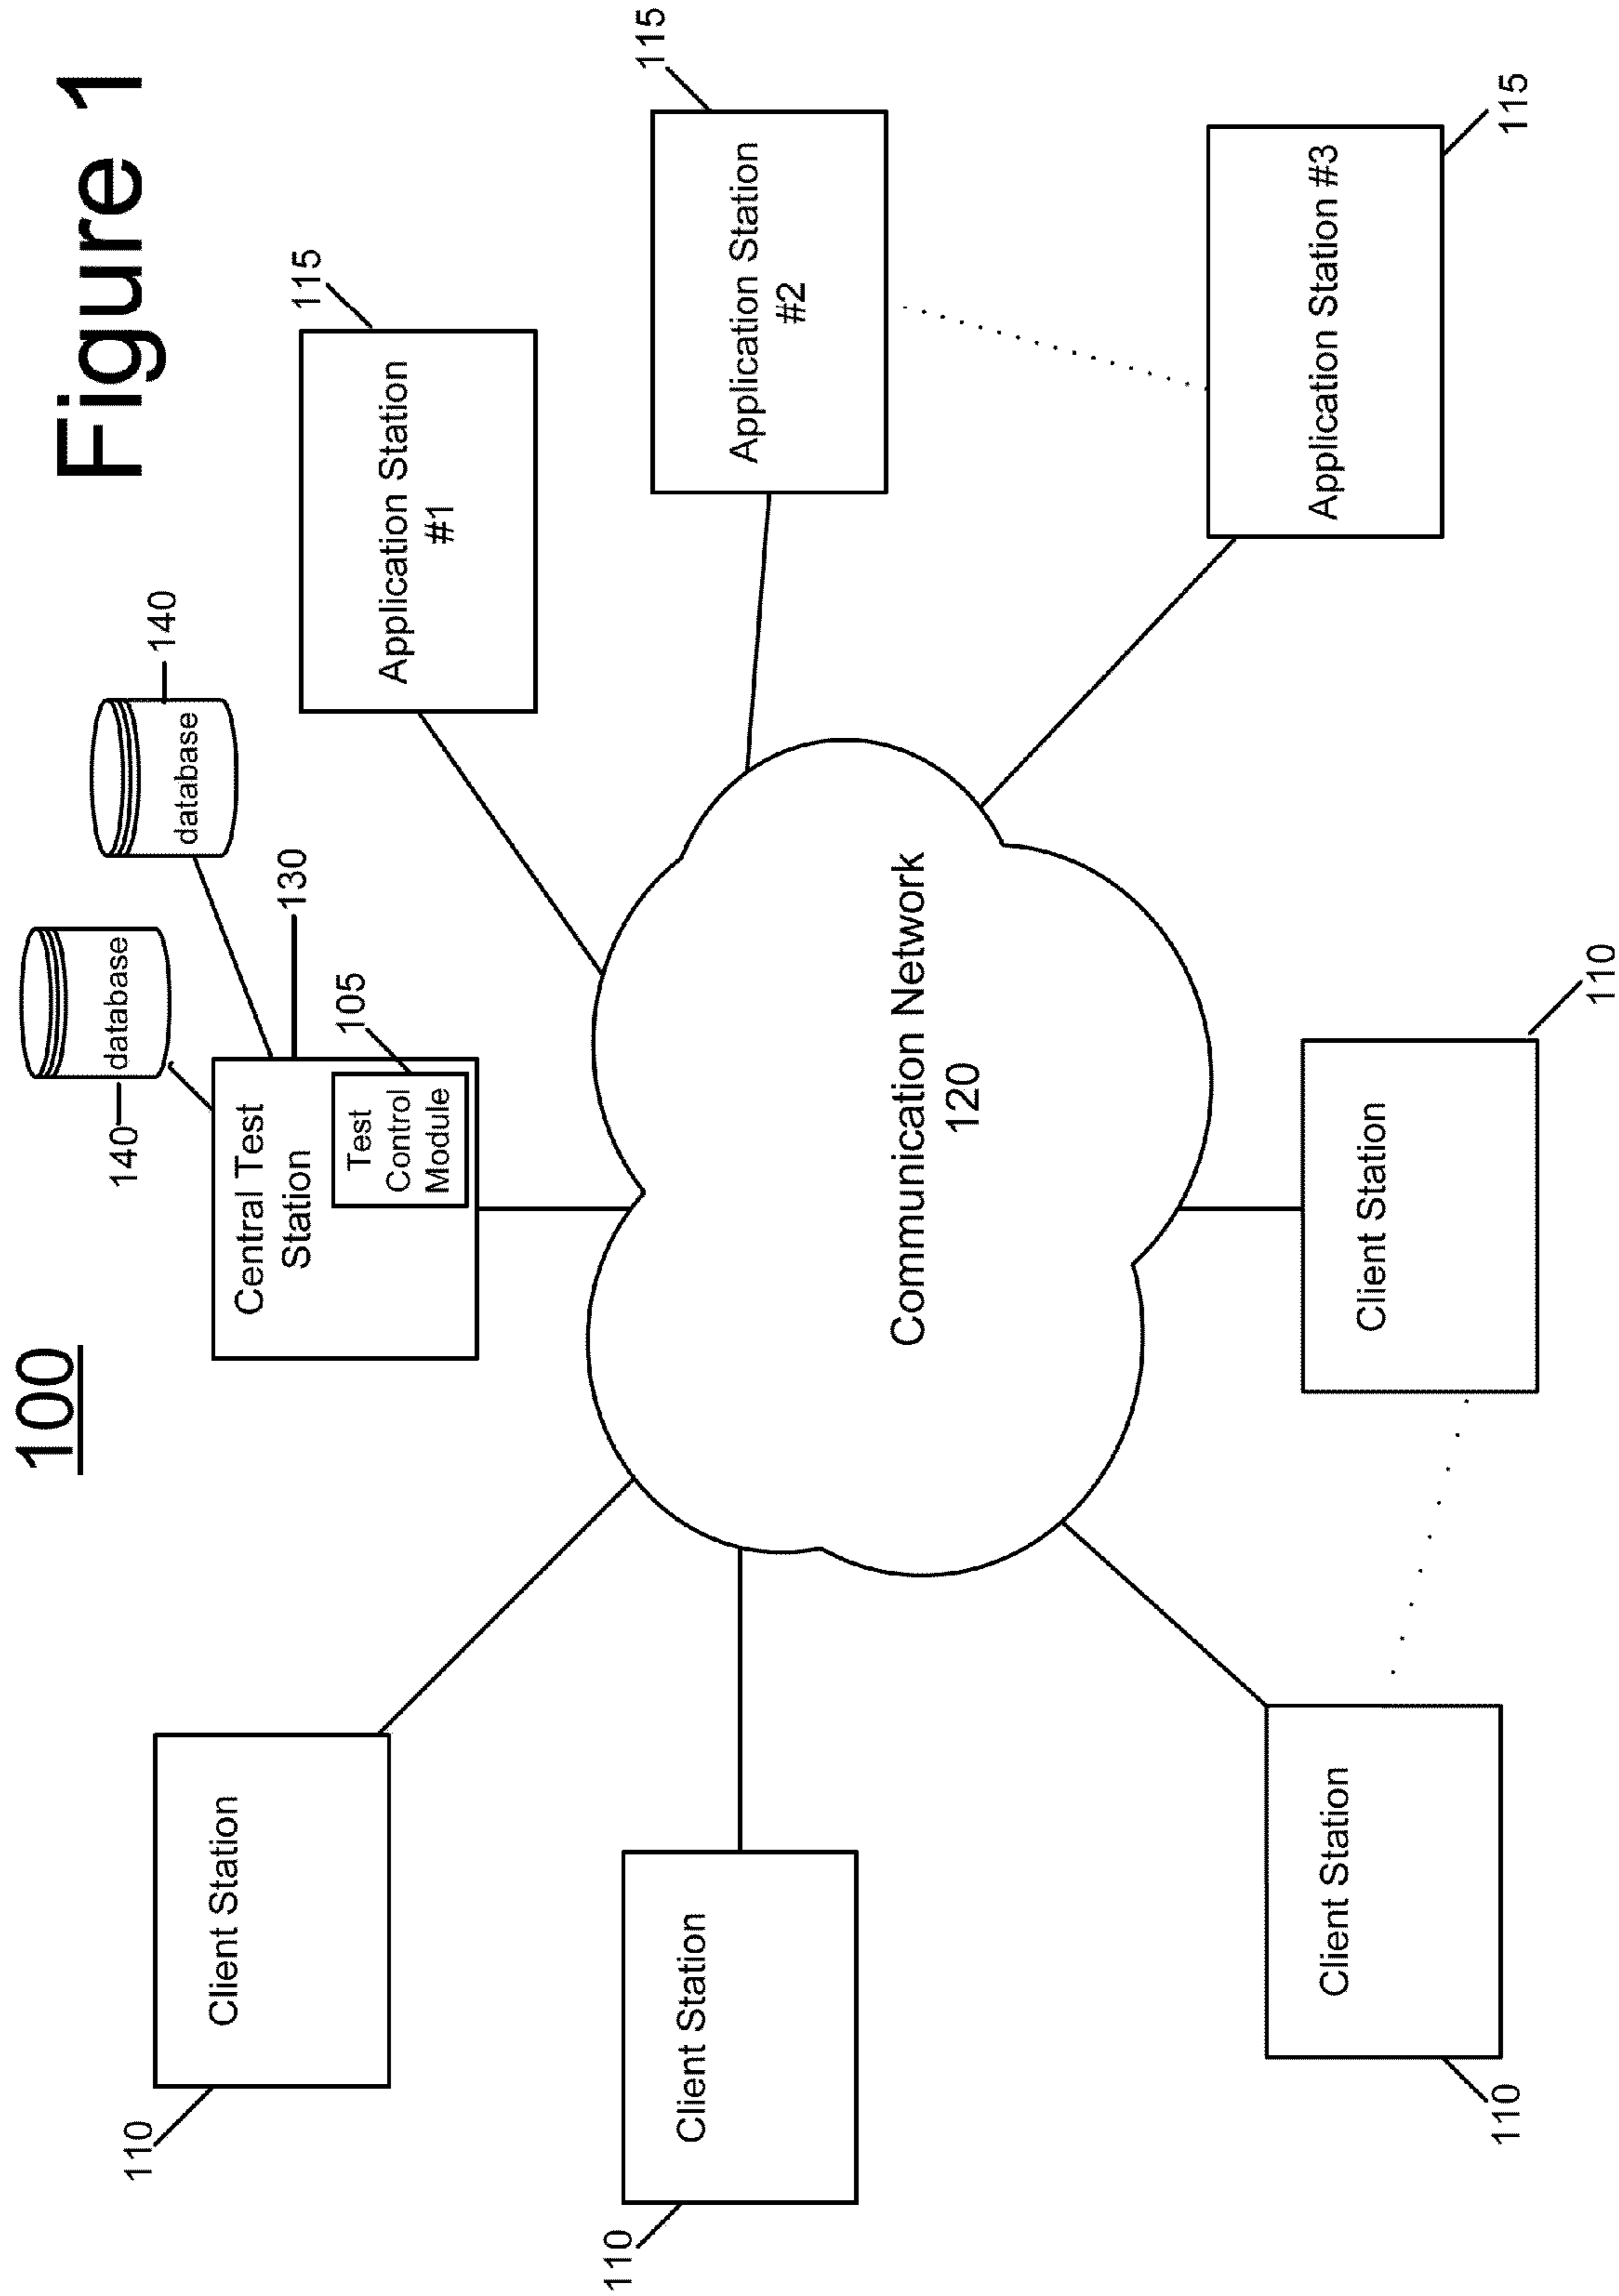 100
Figure 1
140
database
database
140
130
Central Test
Station
105
Test
Control
Module
115
Application Station
#1
115
Application Station
#2
115
Application Station #3
Communication Network
120
110
Client Station
110
Client Station
110
Client Station
110
Client Station